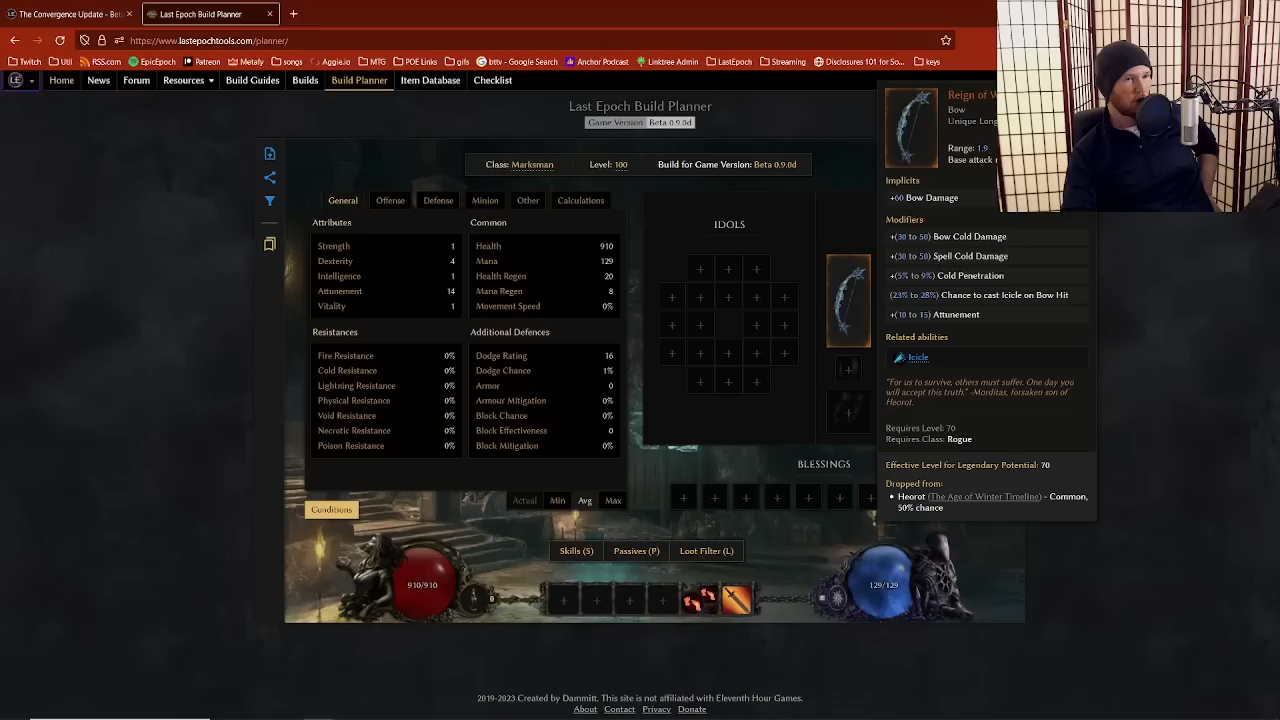 The Convergence Update - Bet
Last Epoch Build Planner
https://www.lastepochtools.com/planner/
Twitch Util RSS.com EpicEpoch Patreon Metafy songs Aggie.io MTG POE Links gifs bttv - Google Search Anchor Podcast Linktree Admin LastEpoch Streaming Disclosures 101 for So... keys
Home News Forum Resources Build Guides Builds Build Planner Item Database Checklist
Last Epoch Build Planner
Game Version Beta 0.9.0d
Class: Marksman Level: 100 Build for Game Version: Beta 0.9.0d
General Offense Defense Minion Other Calculations
Attributes
Strength 1
Dexterity 4
Intelligence 1
Attunement 14
Vitality 1
Common
Health 910
Mana 129
Health Regen 20
Mana Regen 8
Movement Speed 0%
Resistances
Fire Resistance 0%
Cold Resistance 0%
Lightning Resistance 0%
Physical Resistance 0%
Void Resistance 0%
Necrotic Resistance 0%
Poison Resistance 0%
Additional Defences
Dodge Rating 16
Dodge Chance 1%
Armor 0
Armour Mitigation 0%
Block Chance 0%
Block Effectiveness 0
Block Mitigation 0%
Actual Min Avg Max
Conditions
IDOLS
BLESSINGS
Reign of W
Bow
Unique Long
Range: 1.9
Base attack r
Implicits
+60 Bow Damage
Modifiers
+(30 to 50) Bow Cold Damage
+(30 to 50) Spell Cold Damage
+(5% to 9%) Cold Penetration
(23% to 28%) Chance to cast Icicle on Bow Hit
+(10 to 15) Attunement
Related abilities
Icicle
"For us to survive, others must suffer. One day
you will accept this truth." -Morditas, forsaken son of
Heorot.
Requires Level: 70
Requires Class: Rogue
Effective Level for Legendary Potential: 70
Dropped from:
• Heorot (The Age of Winter Timeline) - Common,
50% chance
Skills (S) Passives (P) Loot Filter (L)
910/910
0
129/129
2019-2023 Created by Dammitt. This site is not affiliated with Eleventh Hour Games.
About Contact Privacy Donate